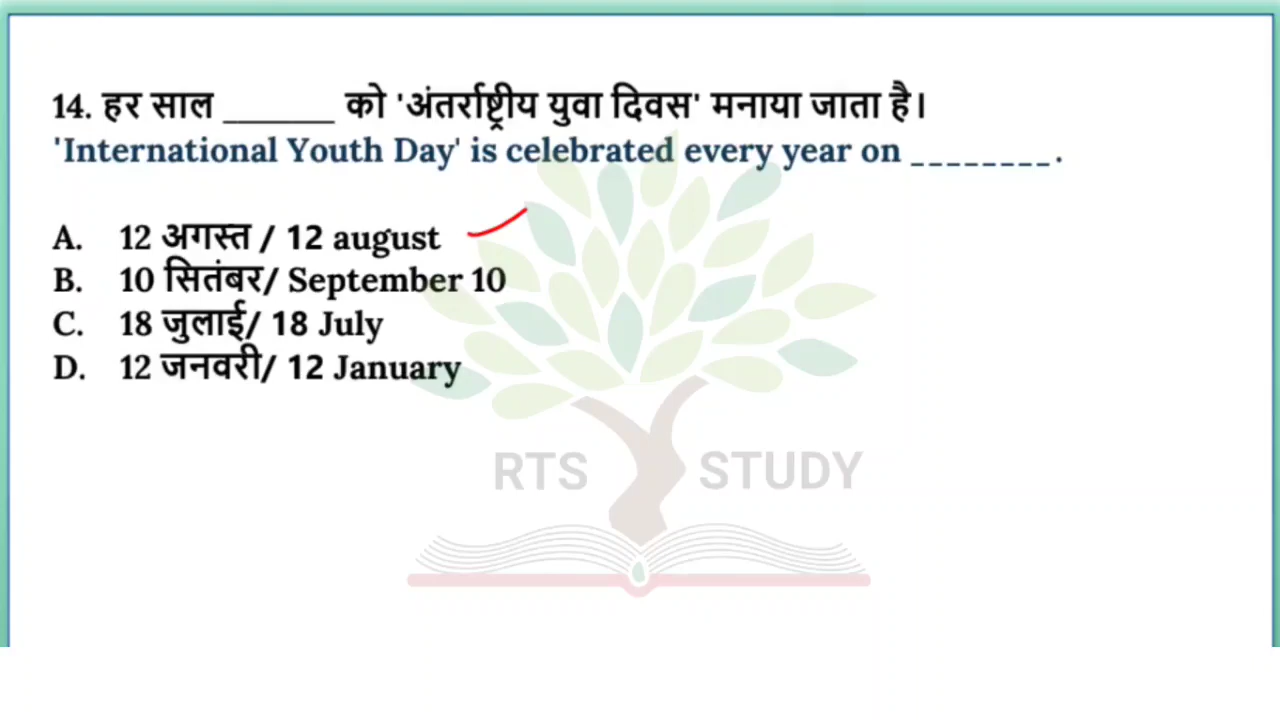 14. हर साल _______ को 'अंतर्राष्ट्रीय युवा दिवस' मनाया जाता है।
'International Youth Day' is celebrated every year on ________.
A. 12 अगस्त / 12 august
B. 10 सितंबर/ September 10
C. 18 जुलाई/ 18 July
D. 12 जनवरी/ 12 January
RTS STUDY